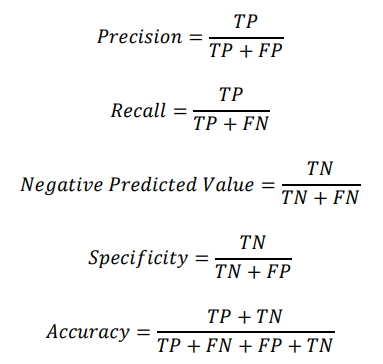 Precision = TP / TP + FP
Recall = TP / TP + FN
Negative Predicted Value = TN / TN + FN
Specificity = TN / TN + FP
Accuracy = TP + TN / TP + FN + FP + TN